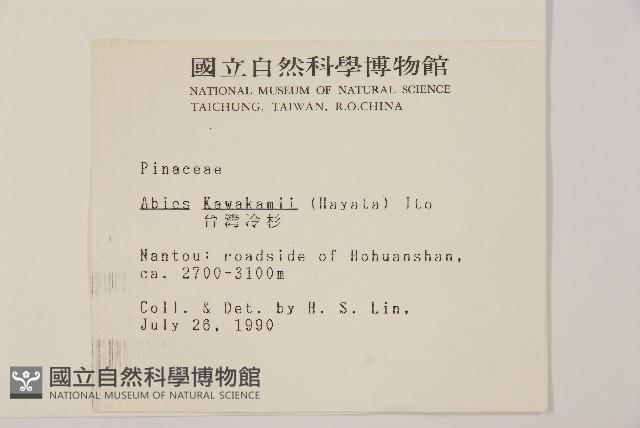 國立自然科學博物館
NATIONAL MUSEUM OF NATURAL SCIENCE
TAICHUNG, TAIWAN, R.O.CHINA
Pinaceae
Abies Kawakamii (Hayata) Ito
台灣冷杉
Nantou: roadside of Hohuanshan,
ca. 2700-3100m
Coll. & Det. by H. S. Lin,
July 26, 1990
國立自然科學博物館
NATIONAL MUSEUM OF NATURAL SCIENCE